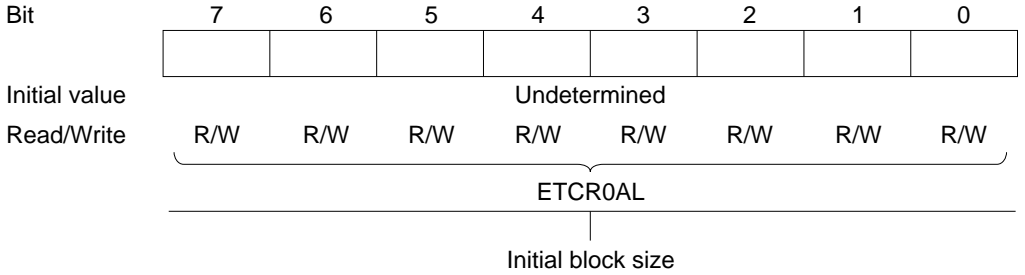 Bit 7 6 5 4 3 2 1 0
Initial value Undetermined
Read/Write R/W R/W R/W R/W R/W R/W R/W R/W
ETCR0AL
Initial block size